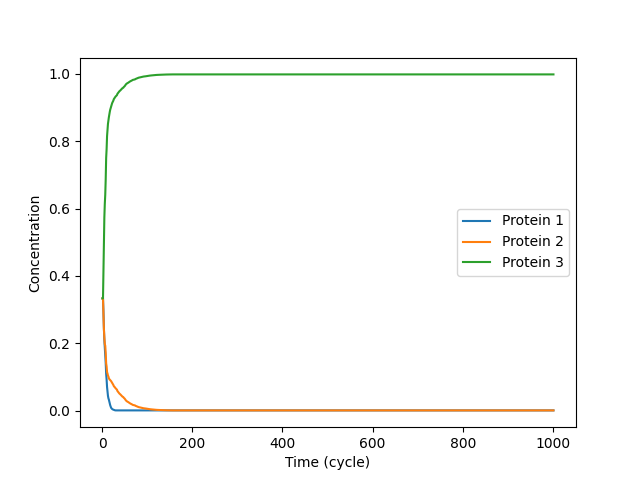 1.0
0.8
0.6
0.4
0.2
0.0
Concentration
Protein 1
Protein 2
Protein 3
0 200 400 600 800 1000
Time (cycle)